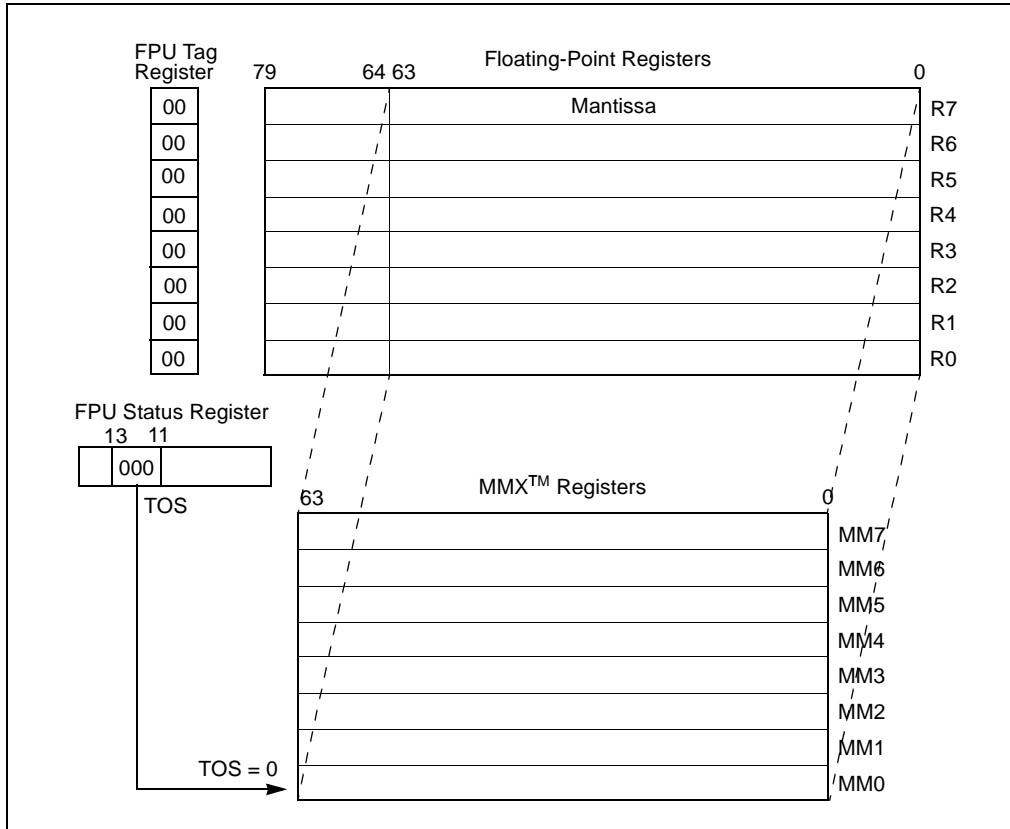 FPU Tag
Register
79
64 63
Floating-Point Registers
0
00
Mantissa
R7
00
R6
00
R5
00
R4
00
R3
00
R2
00
R1
00
R0
FPU Status Register
13 11
000
TOS
MMX™ Registers
63
0
MM7
MM6
MM5
MM4
MM3
MM2
MM1
TOS = 0
MM0